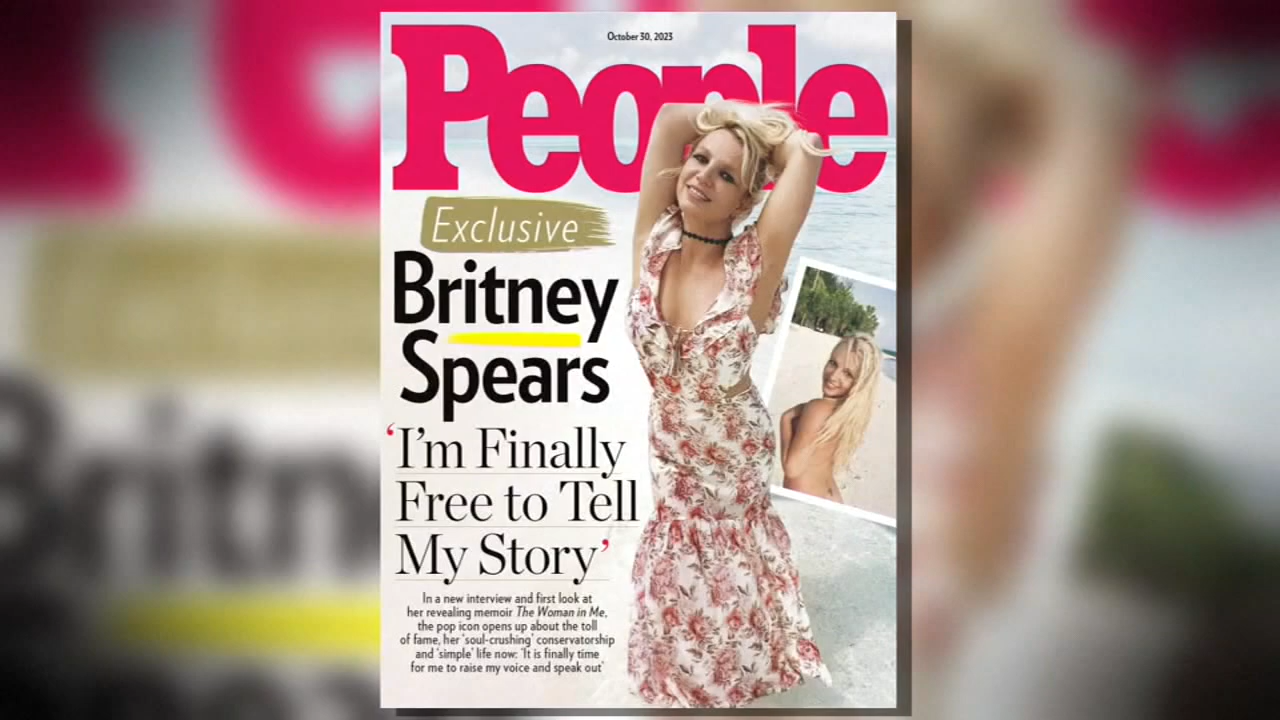 October 30, 2023
People
Exclusive
Britney
Spears
‘I’m Finally
Free to Tell
My Story’
In a new interview and first look at
her revealing memoir The Woman in Me,
the pop icon opens up about the toll
of fame, her ‘soul-crushing’ conservatorship
and ‘simple’ life now: ‘It is finally time
for me to raise my voice and speak out’